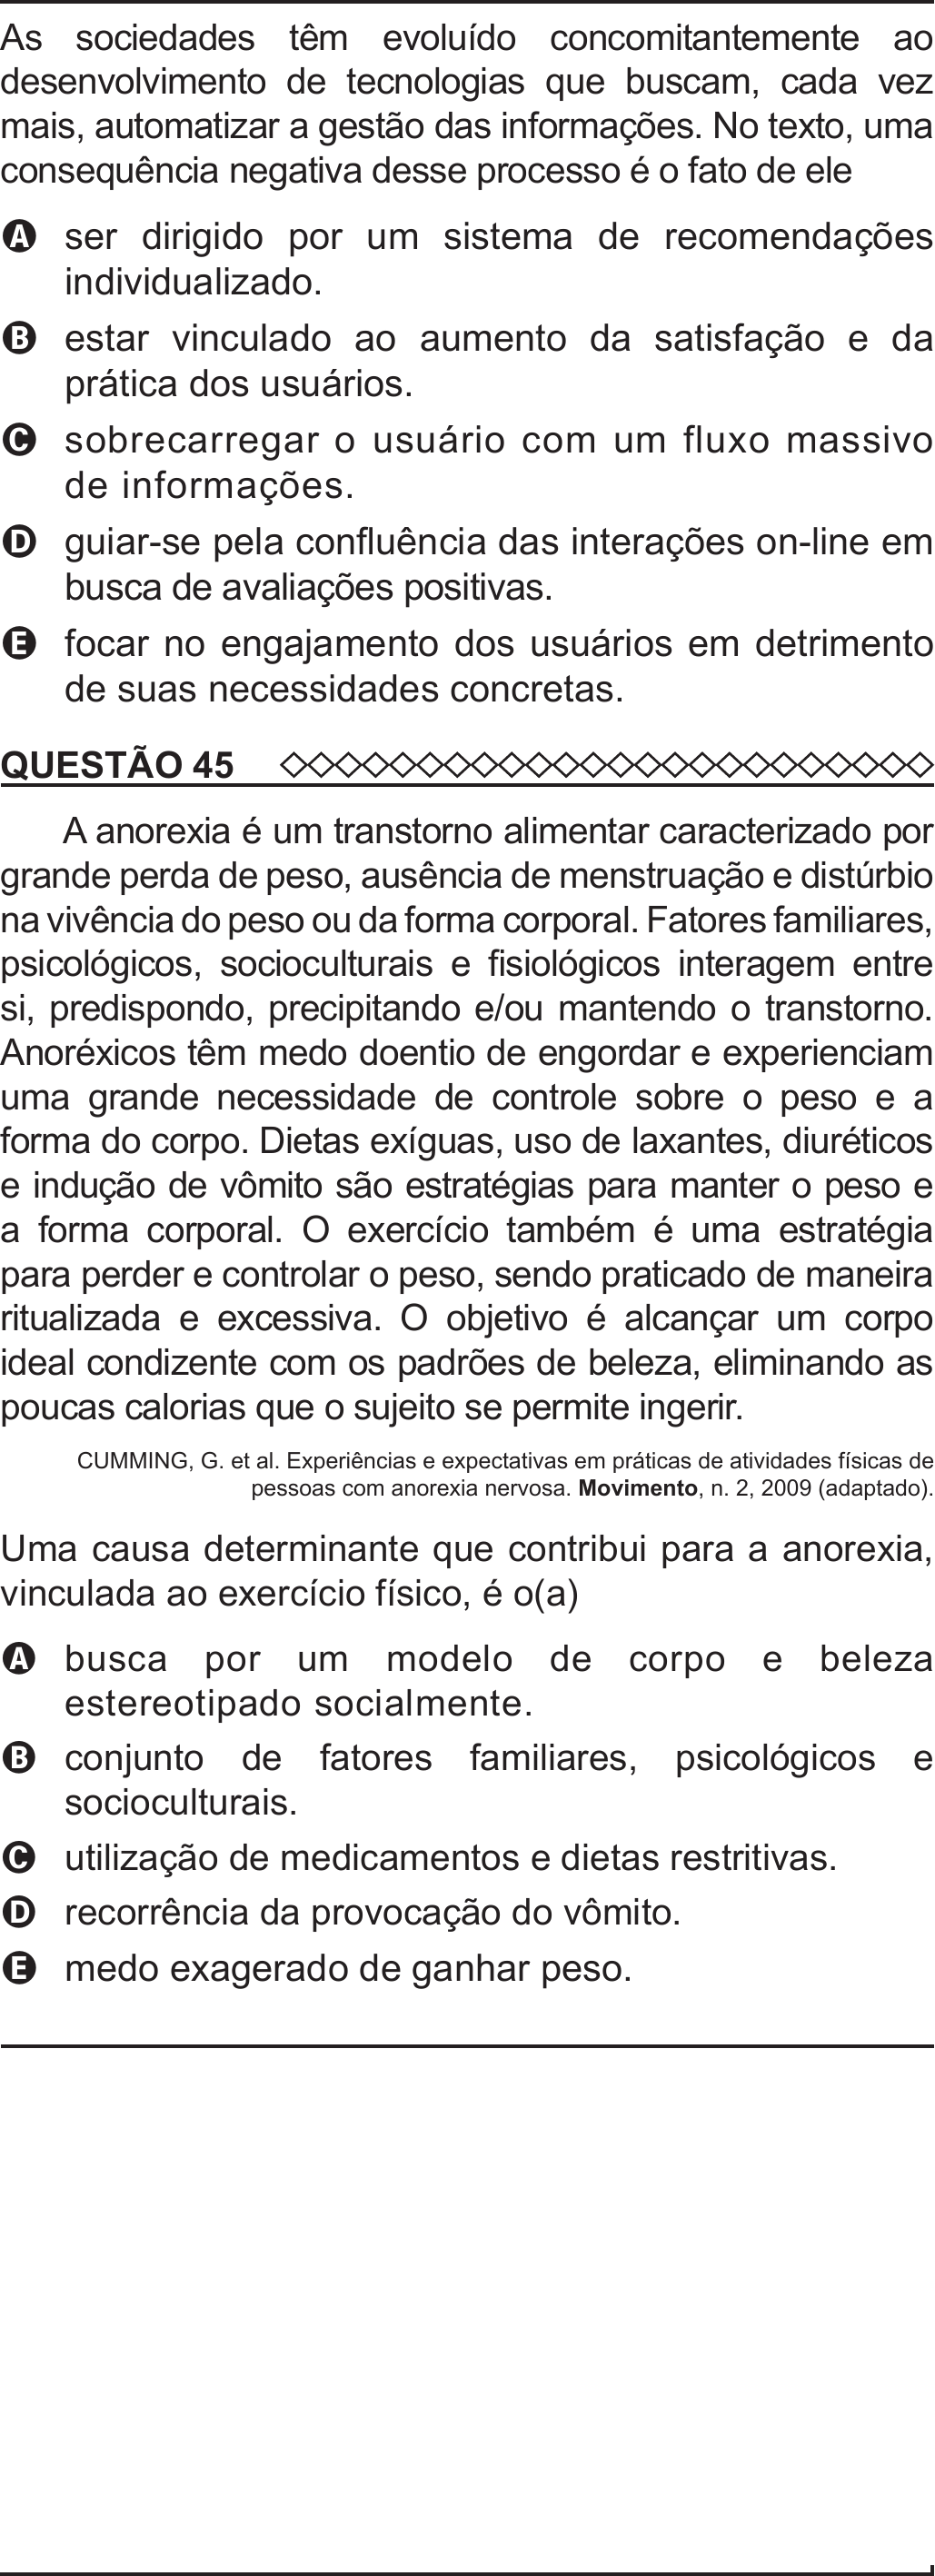 As sociedades têm evoluído concomitantemente ao
desenvolvimento de tecnologias que buscam, cada vez
mais, automatizar a gestão das informações. No texto, uma
consequência negativa desse processo é o fato de ele
A ser dirigido por um sistema de recomendações
individualizado.
B estar vinculado ao aumento da satisfação e da
prática dos usuários.
C sobrecarregar o usuário com um fluxo massivo
de informações.
D guiar-se pela confluência das interações on-line em
busca de avaliações positivas.
E focar no engajamento dos usuários em detrimento
de suas necessidades concretas.
QUESTÃO 45
A anorexia é um transtorno alimentar caracterizado por
grande perda de peso, ausência de menstruação e distúrbio
na vivência do peso ou da forma corporal. Fatores familiares,
psicológicos, socioculturais e fisiológicos interagem entre
si, predispondo, precipitando e/ou mantendo o transtorno.
Anoréxicos têm medo doentio de engordar e experienciam
uma grande necessidade de controle sobre o peso e a
forma do corpo. Dietas exíguas, uso de laxantes, diuréticos
e indução de vômito são estratégias para manter o peso e
a forma corporal. O exercício também é uma estratégia
para perder e controlar o peso, sendo praticado de maneira
ritualizada e excessiva. O objetivo é alcançar um corpo
ideal condizente com os padrões de beleza, eliminando as
poucas calorias que o sujeito se permite ingerir.
CUMMING, G. et al. Experiências e expectativas em práticas de atividades físicas de
pessoas com anorexia nervosa. Movimento, n. 2, 2009 (adaptado).
Uma causa determinante que contribui para a anorexia,
vinculada ao exercício físico, é o(a)
A busca por um modelo de corpo e beleza
estereotipado socialmente.
B conjunto de fatores familiares, psicológicos e
socioculturais.
C utilização de medicamentos e dietas restritivas.
D recorrência da provocação do vômito.
E medo exagerado de ganhar peso.